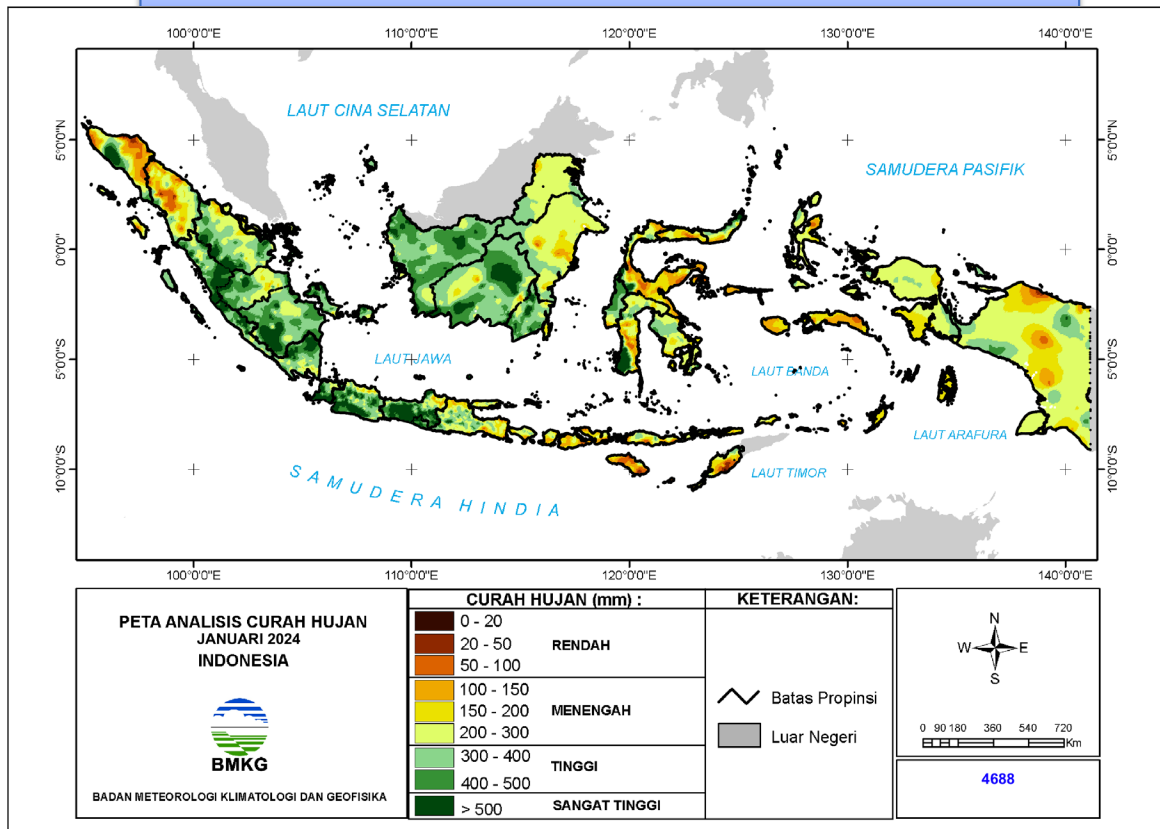 100°0'0"E 110°0'0"E 120°0'0"E 130°0'0"E 140°0'0"E
5°0'0"N
0°0'0"
5°0'0"S
10°0'0"S
LAUT CINA SELATAN
SAMUDERA PASIFIK
LAUT JAWA
LAUT BANDA
LAUT ARAFURA
LAUT TIMOR
SAMUDERA HINDIA
5°0'0"N
0°0'0"
5°0'0"S
10°0'0"S
100°0'0"E 110°0'0"E 120°0'0"E 130°0'0"E 140°0'0"E
PETA ANALISIS CURAH HUJAN
JANUARI 2024
INDONESIA
BMKG
BADAN METEOROLOGI KLIMATOLOGI DAN GEOFISIKA
CURAH HUJAN (mm) :
0 - 20
20 - 50 RENDAH
50 - 100
100 - 150
150 - 200 MENENGAH
200 - 300
300 - 400 TINGGI
400 - 500
> 500 SANGAT TINGGI
KETERANGAN:
Batas Propinsi
Luar Negeri
N
W E
S
0 90 180 360 540 720
Km
4688